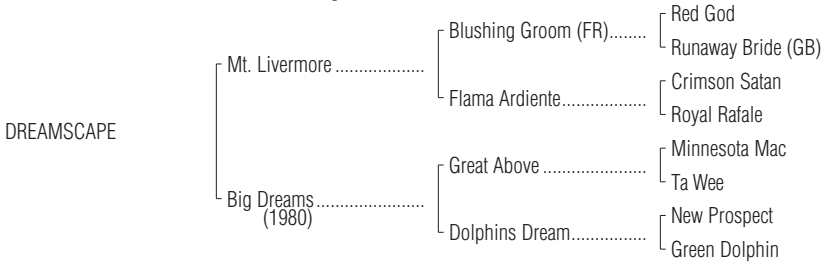 Red God
Blushing Groom (FR)........
Runaway Bride (GB)
Mt. Livermore ...................
Crimson Satan
Flama Ardiente.................
Royal Rafale
DREAMSCAPE
Minnesota Mac
Great Above .....................
Ta Wee
Big Dreams........................
(1980)
New Prospect
Dolphins Dream...............
Green Dolphin